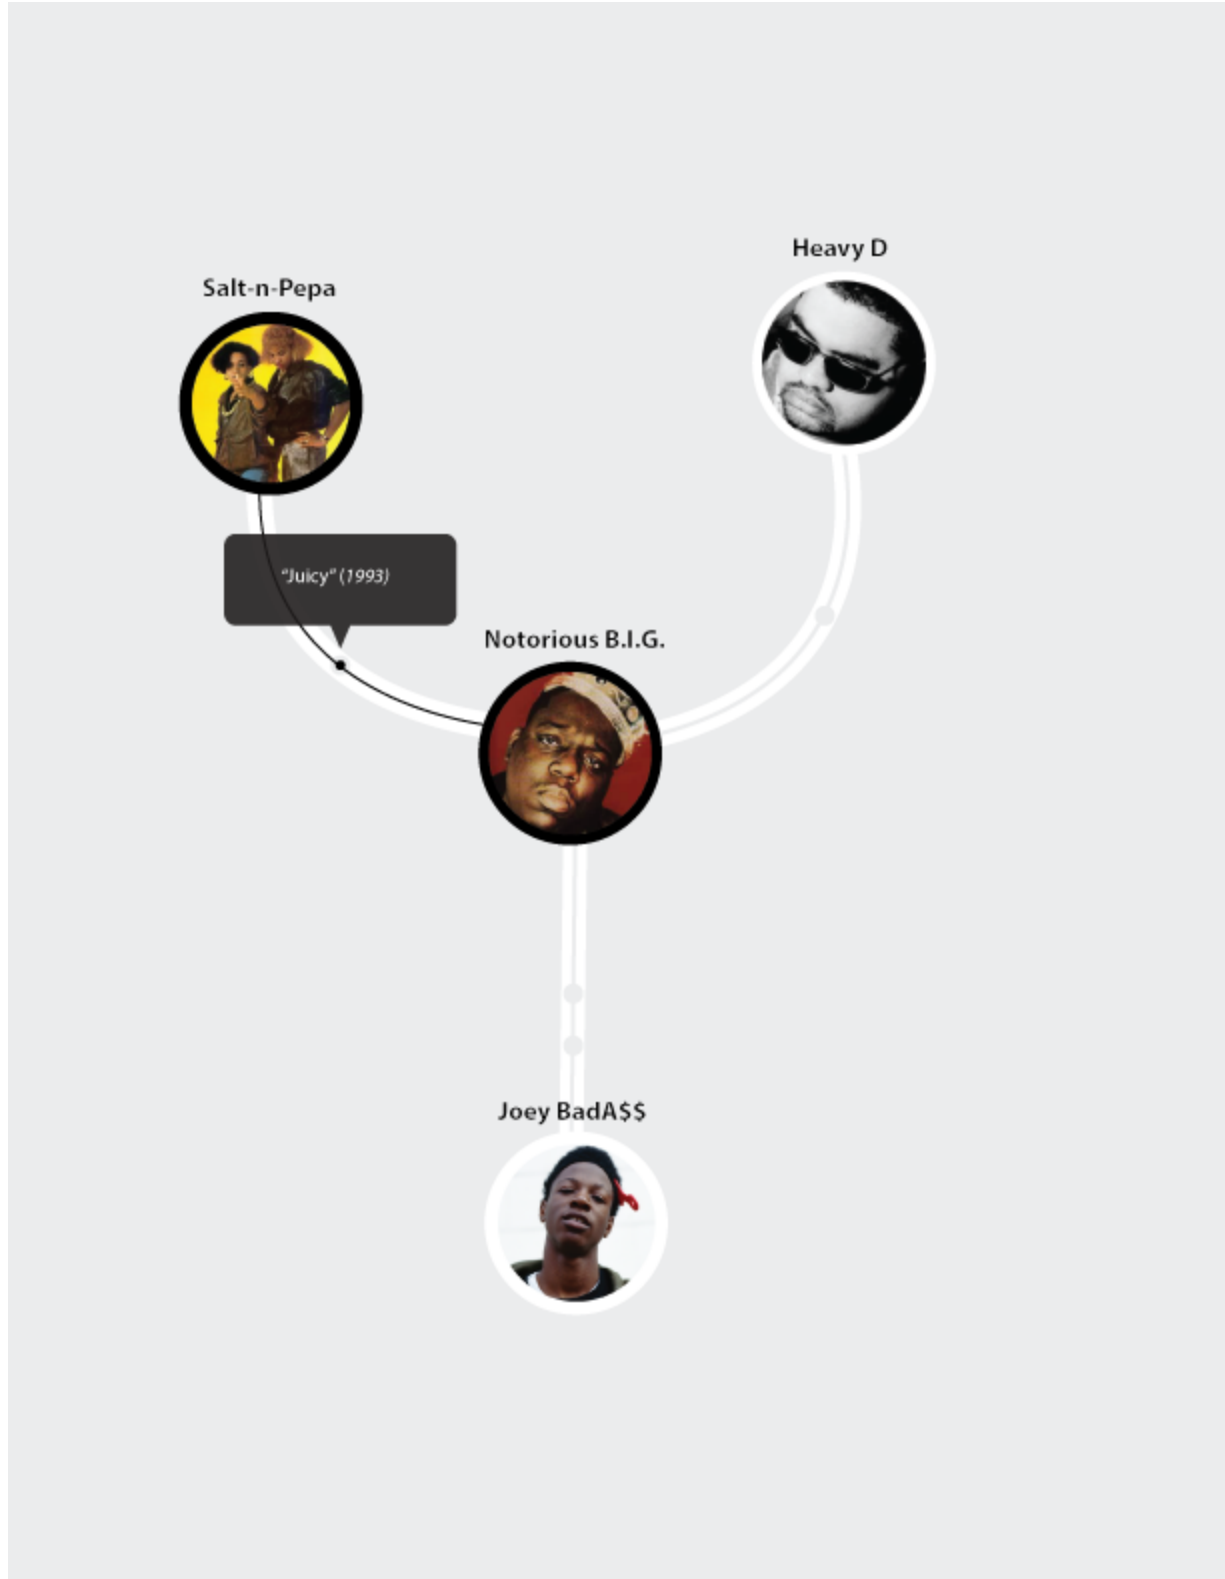 Heavy D
Salt-n-Pepa
“Juicy” (1993)
Notorious B.I.G.
Joey BadA$$